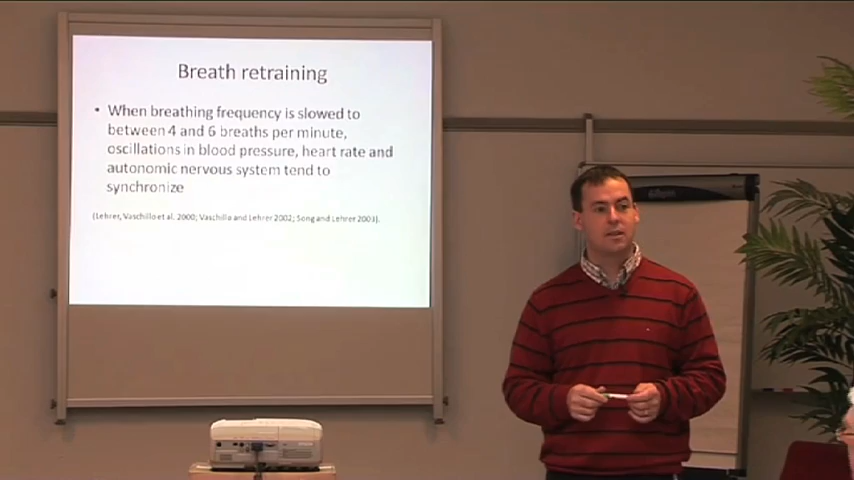 Breath retraining
• When breathing frequency is slowed to
between 4 and 6 breaths per minute,
oscillations in blood pressure, heart rate and
autonomic nervous system tend to
synchronize
(Lehrer, Vaschillo et al. 2000; Vaschillo and Lehrer 2002; Song and Lehrer 2003).